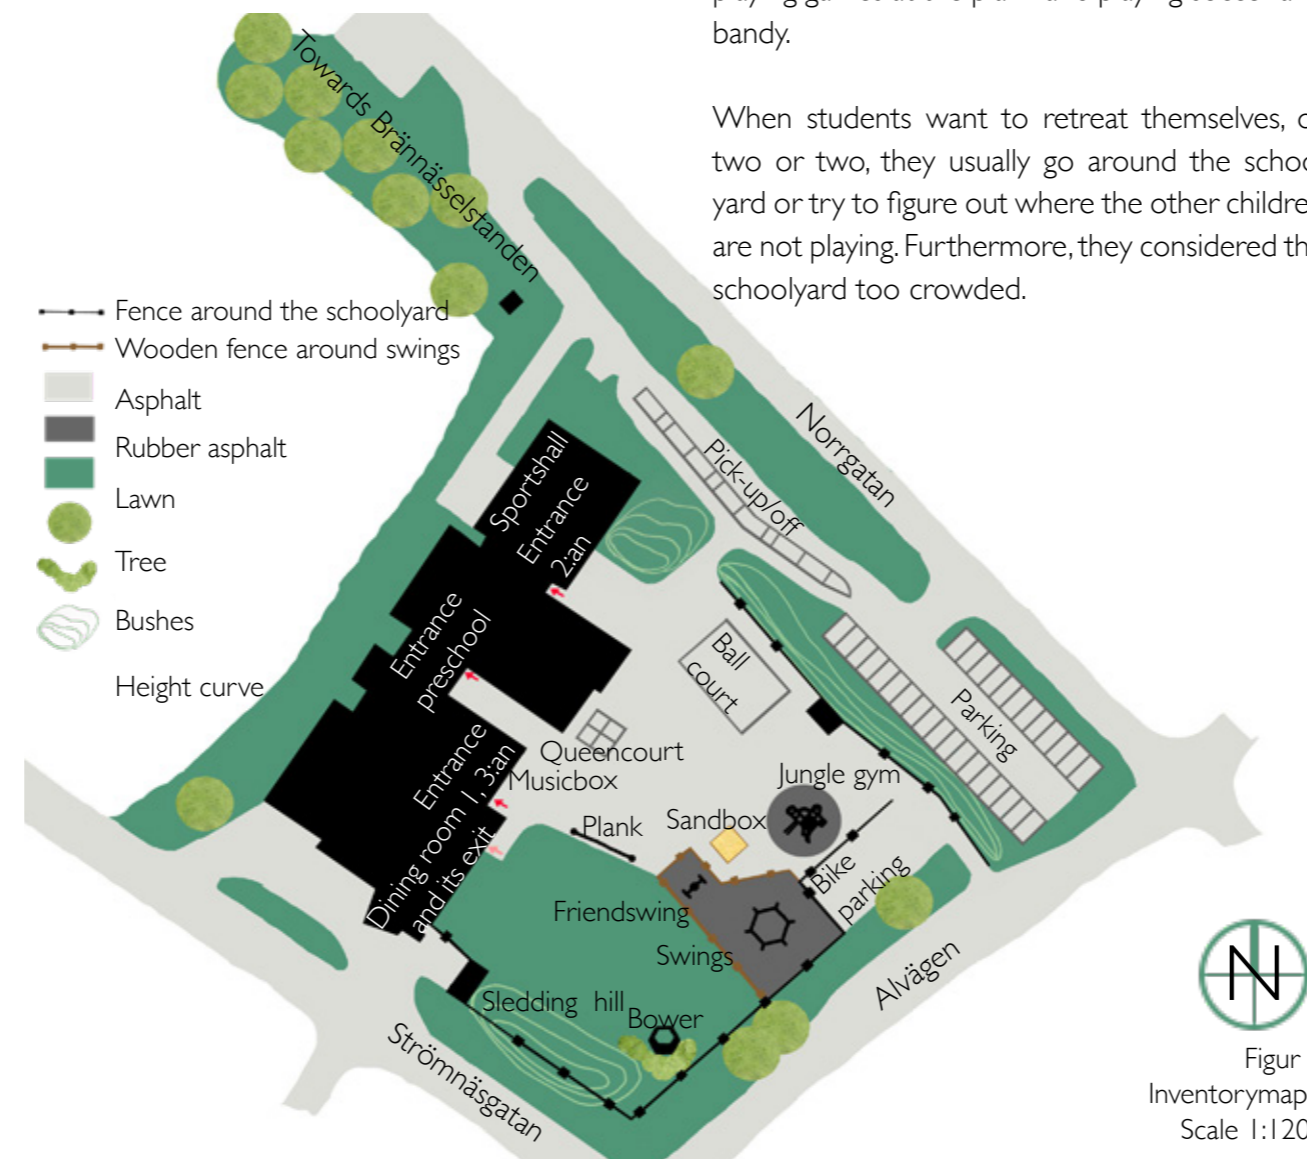 bandy.
When students want to retreat themselves,
two or two, they usually go around the
yard or try to figure out where the other
are not playing. Furthermore, they considered
schoolyard too crowded.
Towards Brännässelstanden
Fence around the schoolyard
Wooden fence around swings
Asphalt
Rubber asphalt
Lawn
Tree
Bushes
Height curve
Norrgatan
Pick-up/off
Sportshall
Entrance
2:an
Entrance
preschool
Ball
court
Parking
Queencourt
Entrance
Musicbox
Dining room 1, 3:an
and its exit
Jungle gym
Plank
Sandbox
Bike
parking
Friendswing
Swings
Alvägen
Sledding hill
Bower
Strömnäsgatan
N
Figur
Inventorymap
Scale 1:120